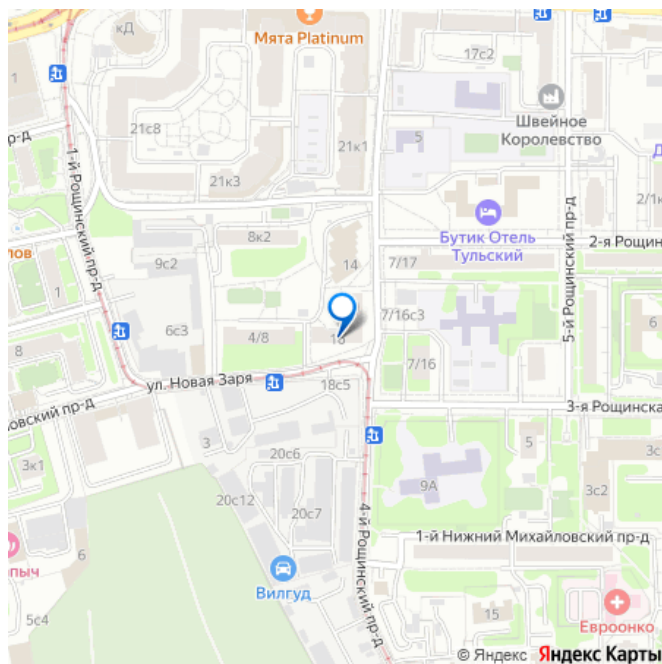 кД
Мята Platinum
17с2
1
Швейное
Королевство
21с8
21к1
5
21к3
пр-д
1-й Рощинский пр-д
2/1к
Бутик Отель
Тульский
5-й Рощинский пр-д
2-я Рощин
8к2
лов
9с2
14
7/17
1
6с3
7/16с3
6
8
4/8
16
7/16
ул. Новая Заря
18с5
3-я Рощинска
ловский пр-д
3
3к1
20с6
5
3с2
9А
20с12
20с7
4-й Рощинский пр-д
1-й Нижний Михайловский пр-д
пыч
6
Вилгуд
5с4
15
Евроонко
© Яндекс Яндекс Карты